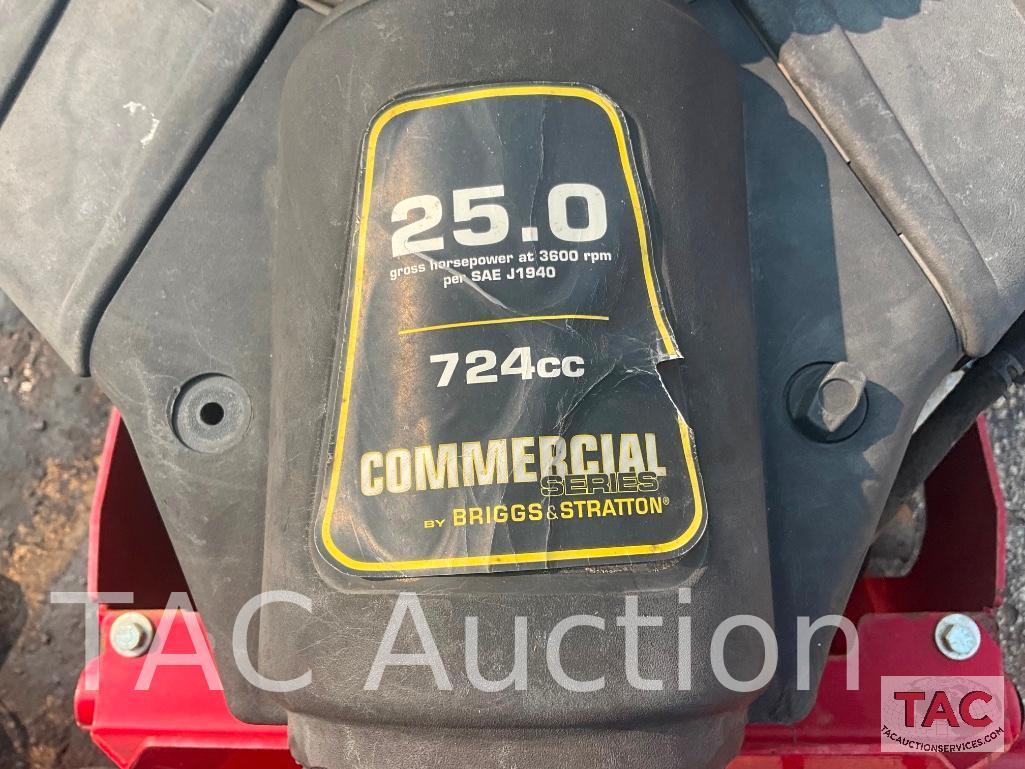 25.0
gross horsepower at 3600 rpm
per SAE J1940
724cc
COMMERCIAL
SERIES
BY BRIGGS & STRATTON®
TAC Auction
TAC
TACAUCTIONSERVICES.COM